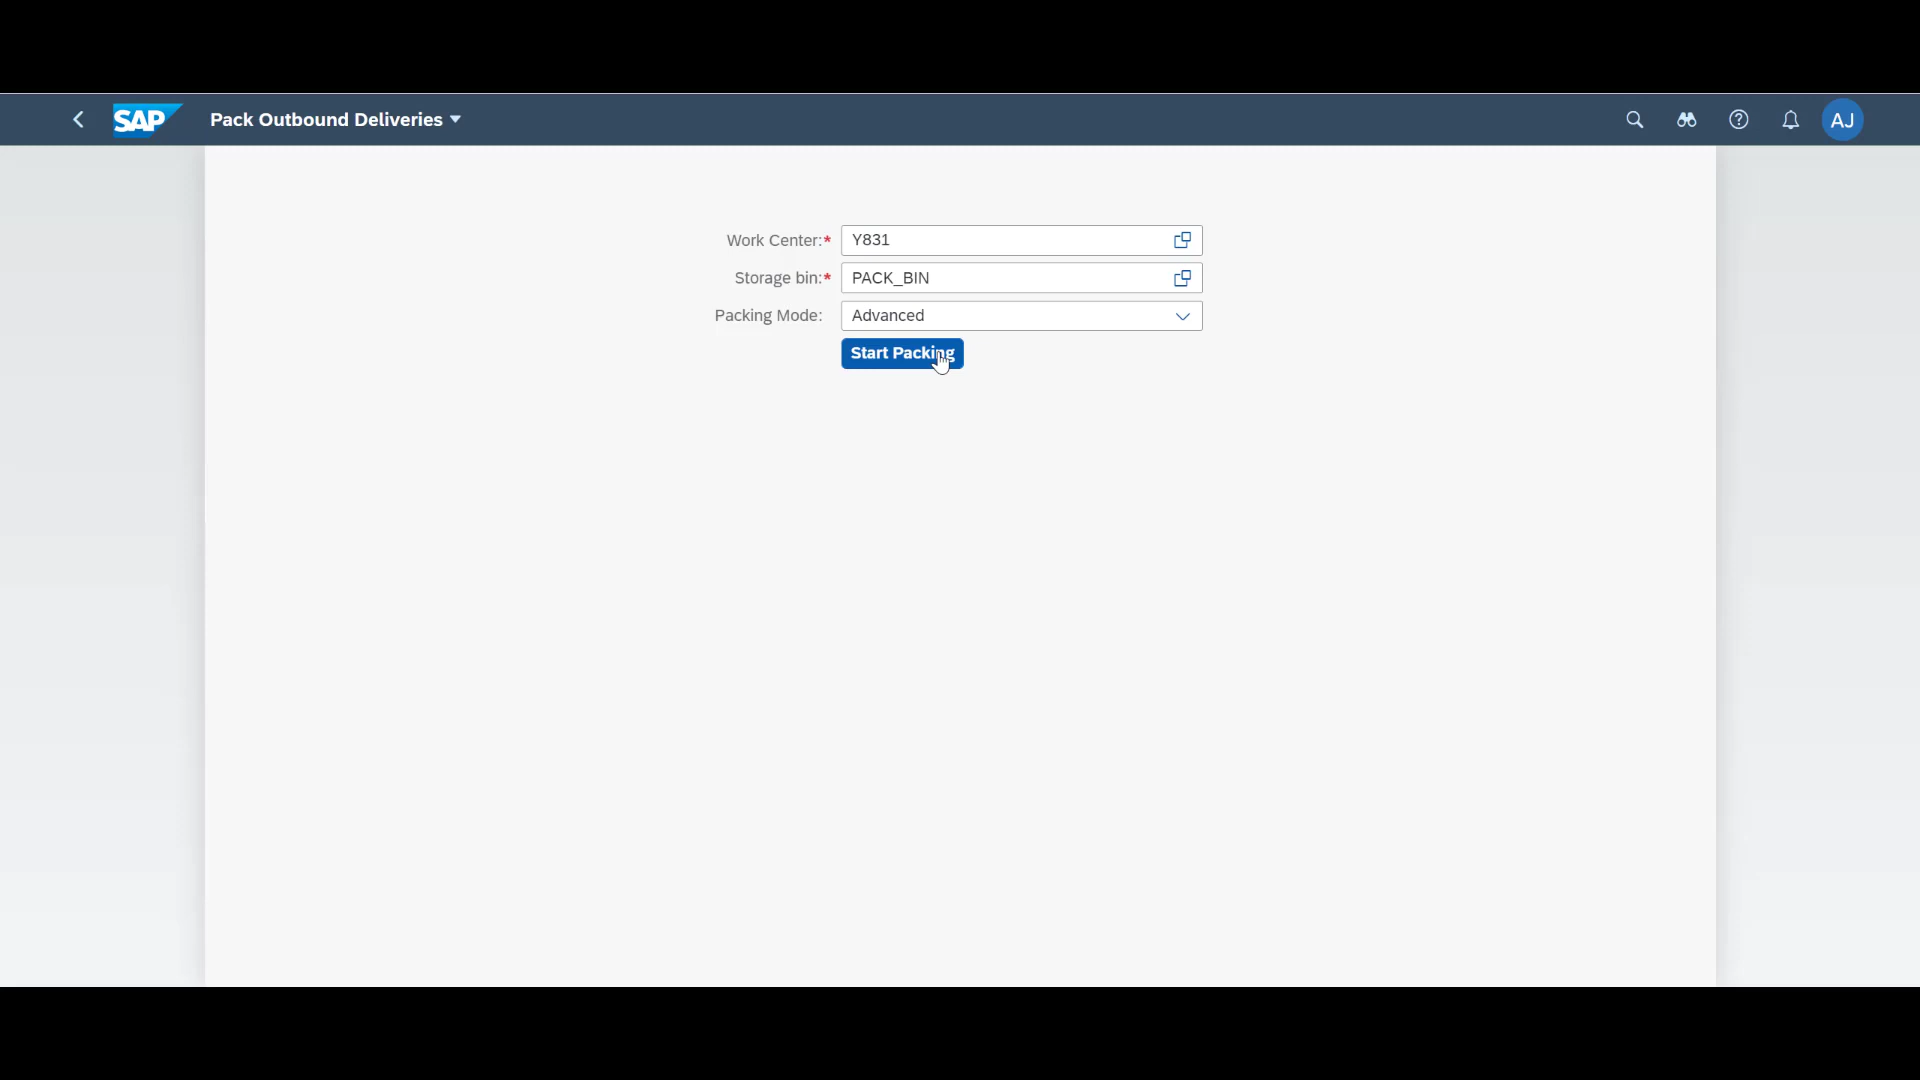 SAP Pack Outbound Deliveries AJ
Work Center:* Y831
Storage bin:* PACK_BIN
Packing Mode: Advanced
Start Packing